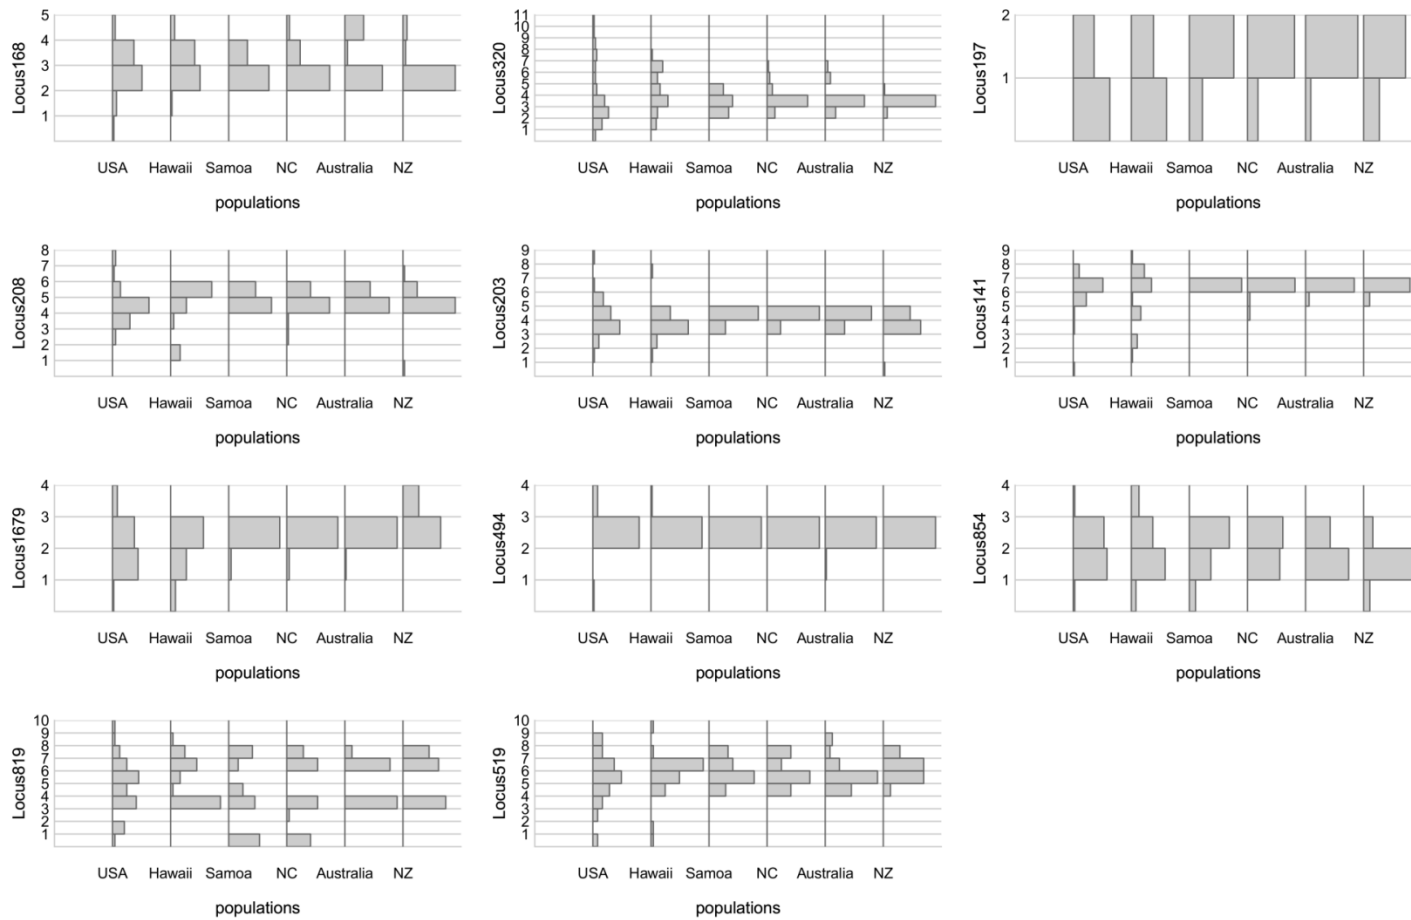 Locus168
5
4
3
2
1
USA Hawaii Samoa NC Australia NZ
populations
Locus320
11
10
9
8
7
6
5
4
3
2
1
USA Hawaii Samoa NC Australia NZ
populations
Locus197
2
1
USA Hawaii Samoa NC Australia NZ
populations
Locus208
8
7
6
5
4
3
2
1
USA Hawaii Samoa NC Australia NZ
populations
Locus203
9
8
7
6
5
4
3
2
1
USA Hawaii Samoa NC Australia NZ
populations
Locus141
9
8
7
6
5
4
3
2
1
USA Hawaii Samoa NC Australia NZ
populations
Locus1679
4
3
2
1
USA Hawaii Samoa NC Australia NZ
populations
Locus494
4
3
2
1
USA Hawaii Samoa NC Australia NZ
populations
Locus854
4
3
2
1
USA Hawaii Samoa NC Australia NZ
populations
Locus819
10
9
8
7
6
5
4
3
2
1
USA Hawaii Samoa NC Australia NZ
populations
Locus519
10
9
8
7
6
5
4
3
2
1
USA Hawaii Samoa NC Australia NZ
populations